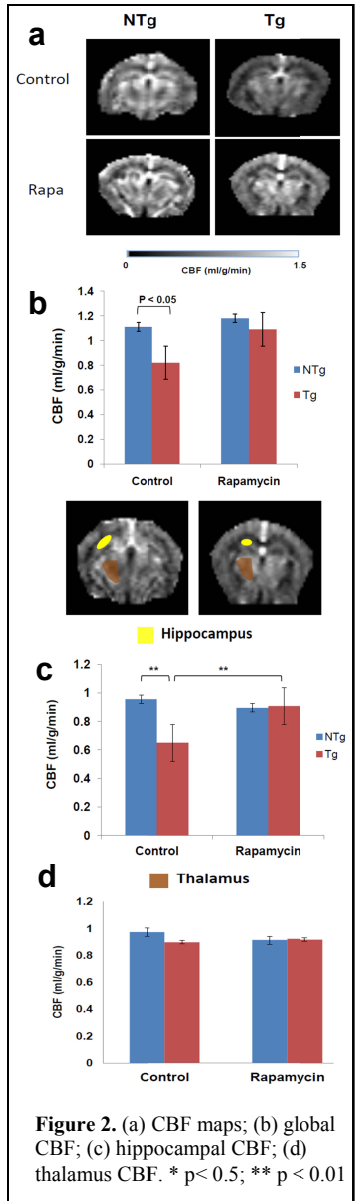 a
NTg Tg
Control
Rapa
0 15
CBF (ml/g/min)
b
1.4
1.2
1
0.8
0.6
0.4
0.2
0
CBF (ml/g/min)
P < 0.05
NTg
Tg
Control Rapamycin
Hippocampus
c
1.2
1
0.8
0.6
0.4
0.2
0
CBF (ml/g/min)
** **
NTg
Tg
Control Rapamycin
Thalamus
d
1.2
1
0.8
0.6
0.4
0.2
0
CBF (ml/g/min)
Control Rapamycin
Figure 2. (a) CBF maps; (b) global
CBF; (c) hippocampal CBF; (d)
thalamus CBF. * p< 0.5; ** p < 0.01